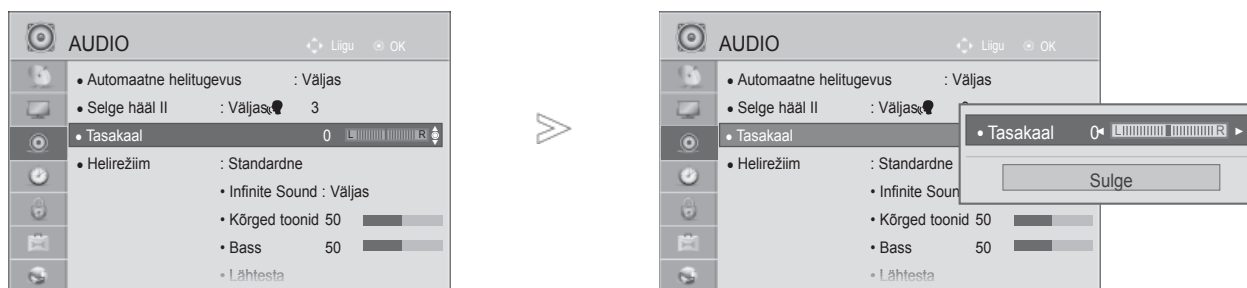 AUDIO
Liigu OK
• Automaatne helitugevus : Väljas
• Selge hääl II : Väljas 3
• Tasakaal 0 L R
• Helirežiim : Standardne
• Infinite Sound : Väljas
• Kõrged toonid 50
• Bass 50
• Lähtesta
AUDIO
Liigu OK
• Automaatne helitugevus : Väljas
• Selge hääl II : Väljas
• Tasakaal
• Helirežiim : Standardne
• Infinite Soun
• Kõrged toonid 50
• Bass 50
• Lähtesta
• Tasakaal 0 L R
Sulge